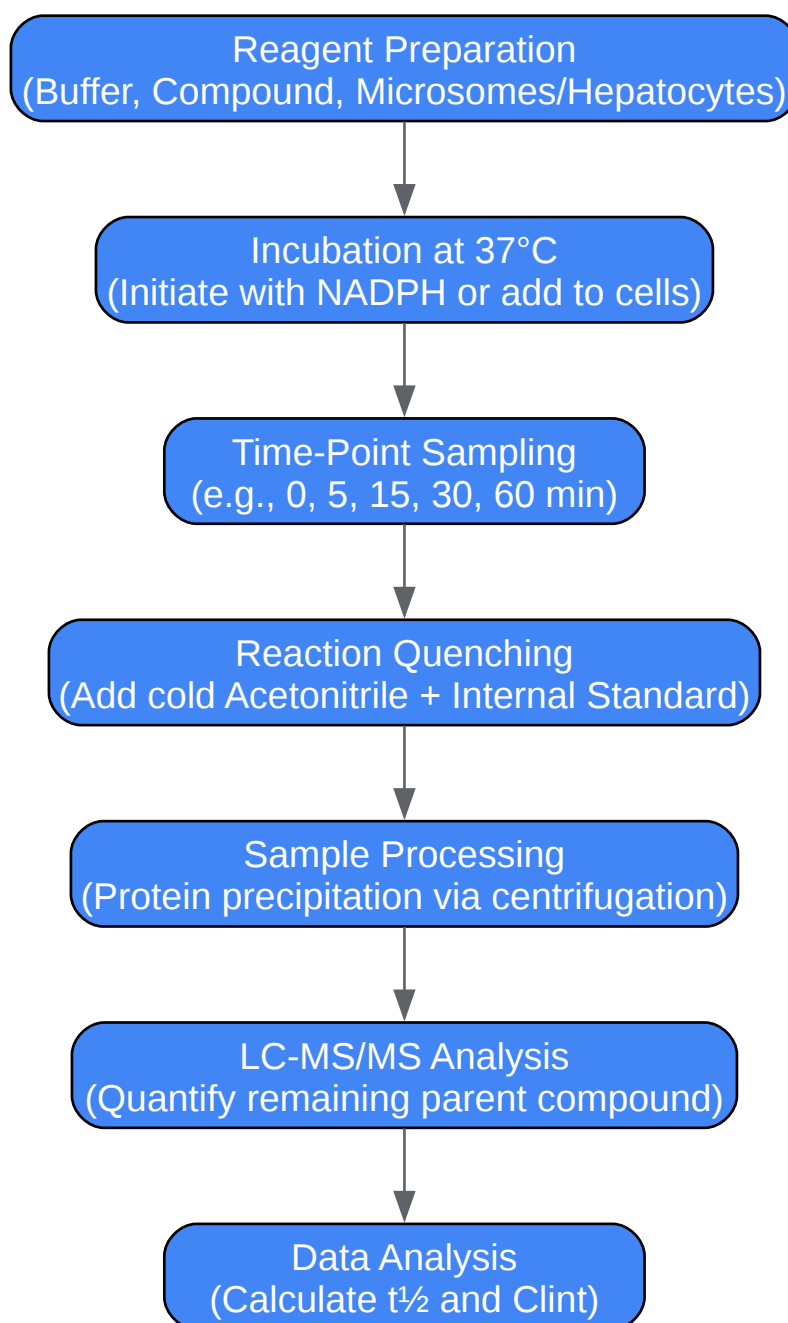 Reagent Preparation
(Buffer, Compound, Microsomes/Hepatocytes)
Incubation at 37°C
(Initiate with NADPH or add to cells)
Time-Point Sampling
(e.g., 0, 5, 15, 30, 60 min)
Reaction Quenching
(Add cold Acetonitrile + Internal Standard)
Sample Processing
(Protein precipitation via centrifugation)
LC-MS/MS Analysis
(Quantify remaining parent compound)
Data Analysis
(Calculate t½ and Clint)